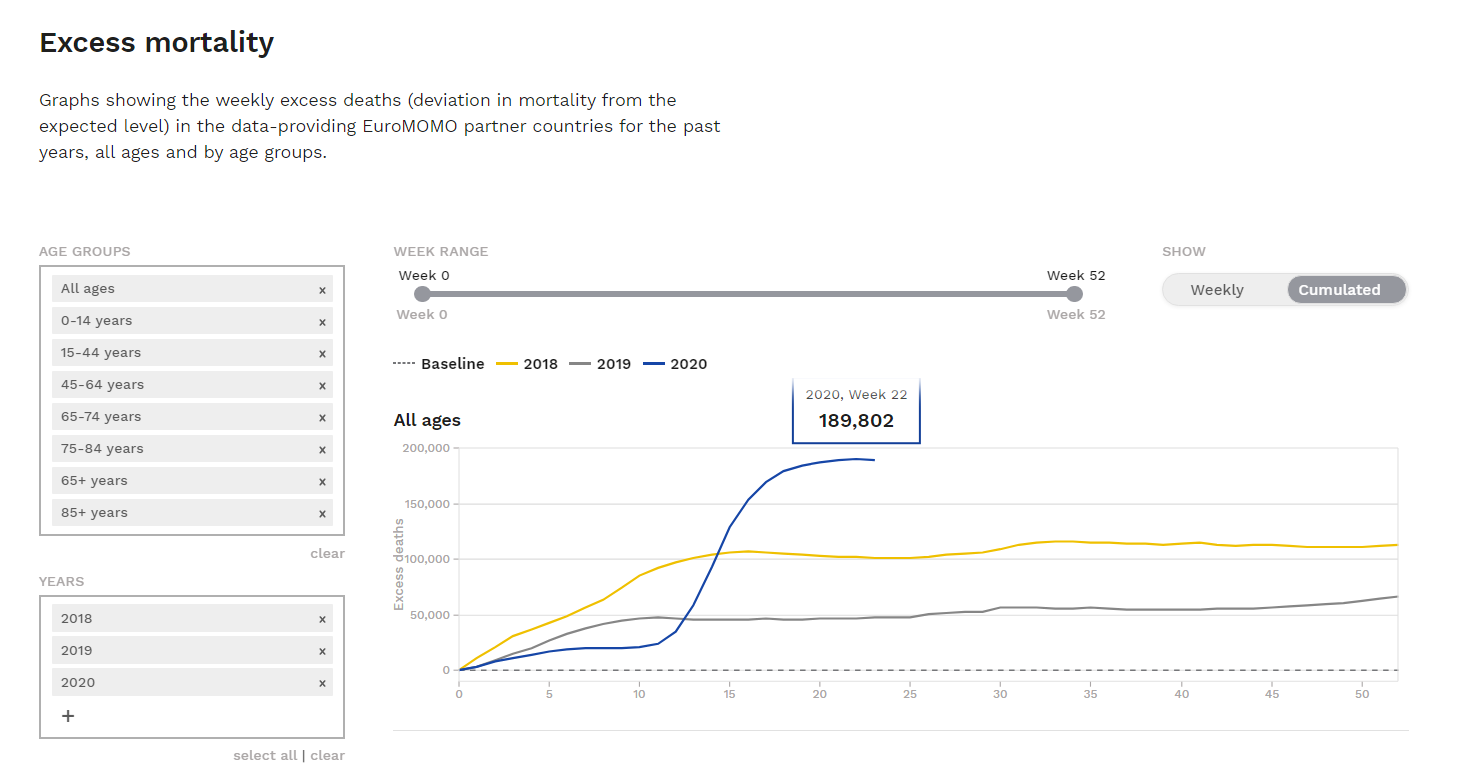 Excess mortality
Graphs showing the weekly excess deaths (deviation in mortality from the
expected level) in the data-providing EuroMOMO partner countries for the past
years, all ages and by age groups.
AGE GROUPS
All ages x
0-14 years x
15-44 years x
45-64 years x
65-74 years x
75-84 years x
65+ years x
85+ years x
clear
YEARS
2018 x
2019 x
2020 x
+
select all | clear
WEEK RANGE
Week 0 Week 52
Week 0 Week 52
SHOW
Weekly Cumulated
Baseline 2018 2019 2020
2020, Week 22
189,802
All ages
Excess deaths
200,000
150,000
100,000
50,000
0
0 5 10 15 20 25 30 35 40 45 50